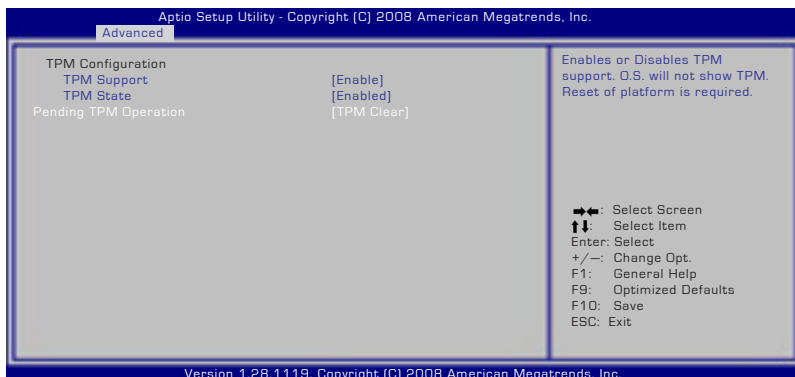 Aptio Setup Utility - Copyright (C) 2008 American Megatrends, Inc.
Advanced
TPM Configuration
TPM Support [Enable]
TPM State [Enabled]
Pending TPM Operation [TPM Clear]
Enables or Disables TPM
support. O.S. will not show TPM.
Reset of platform is required.
→←: Select Screen
↑↓: Select Item
Enter: Select
+/—: Change Opt.
F1: General Help
F9: Optimized Defaults
F10: Save
ESC: Exit
Version 1.28.1119. Copyright (C) 2008 American Megatrends, Inc.